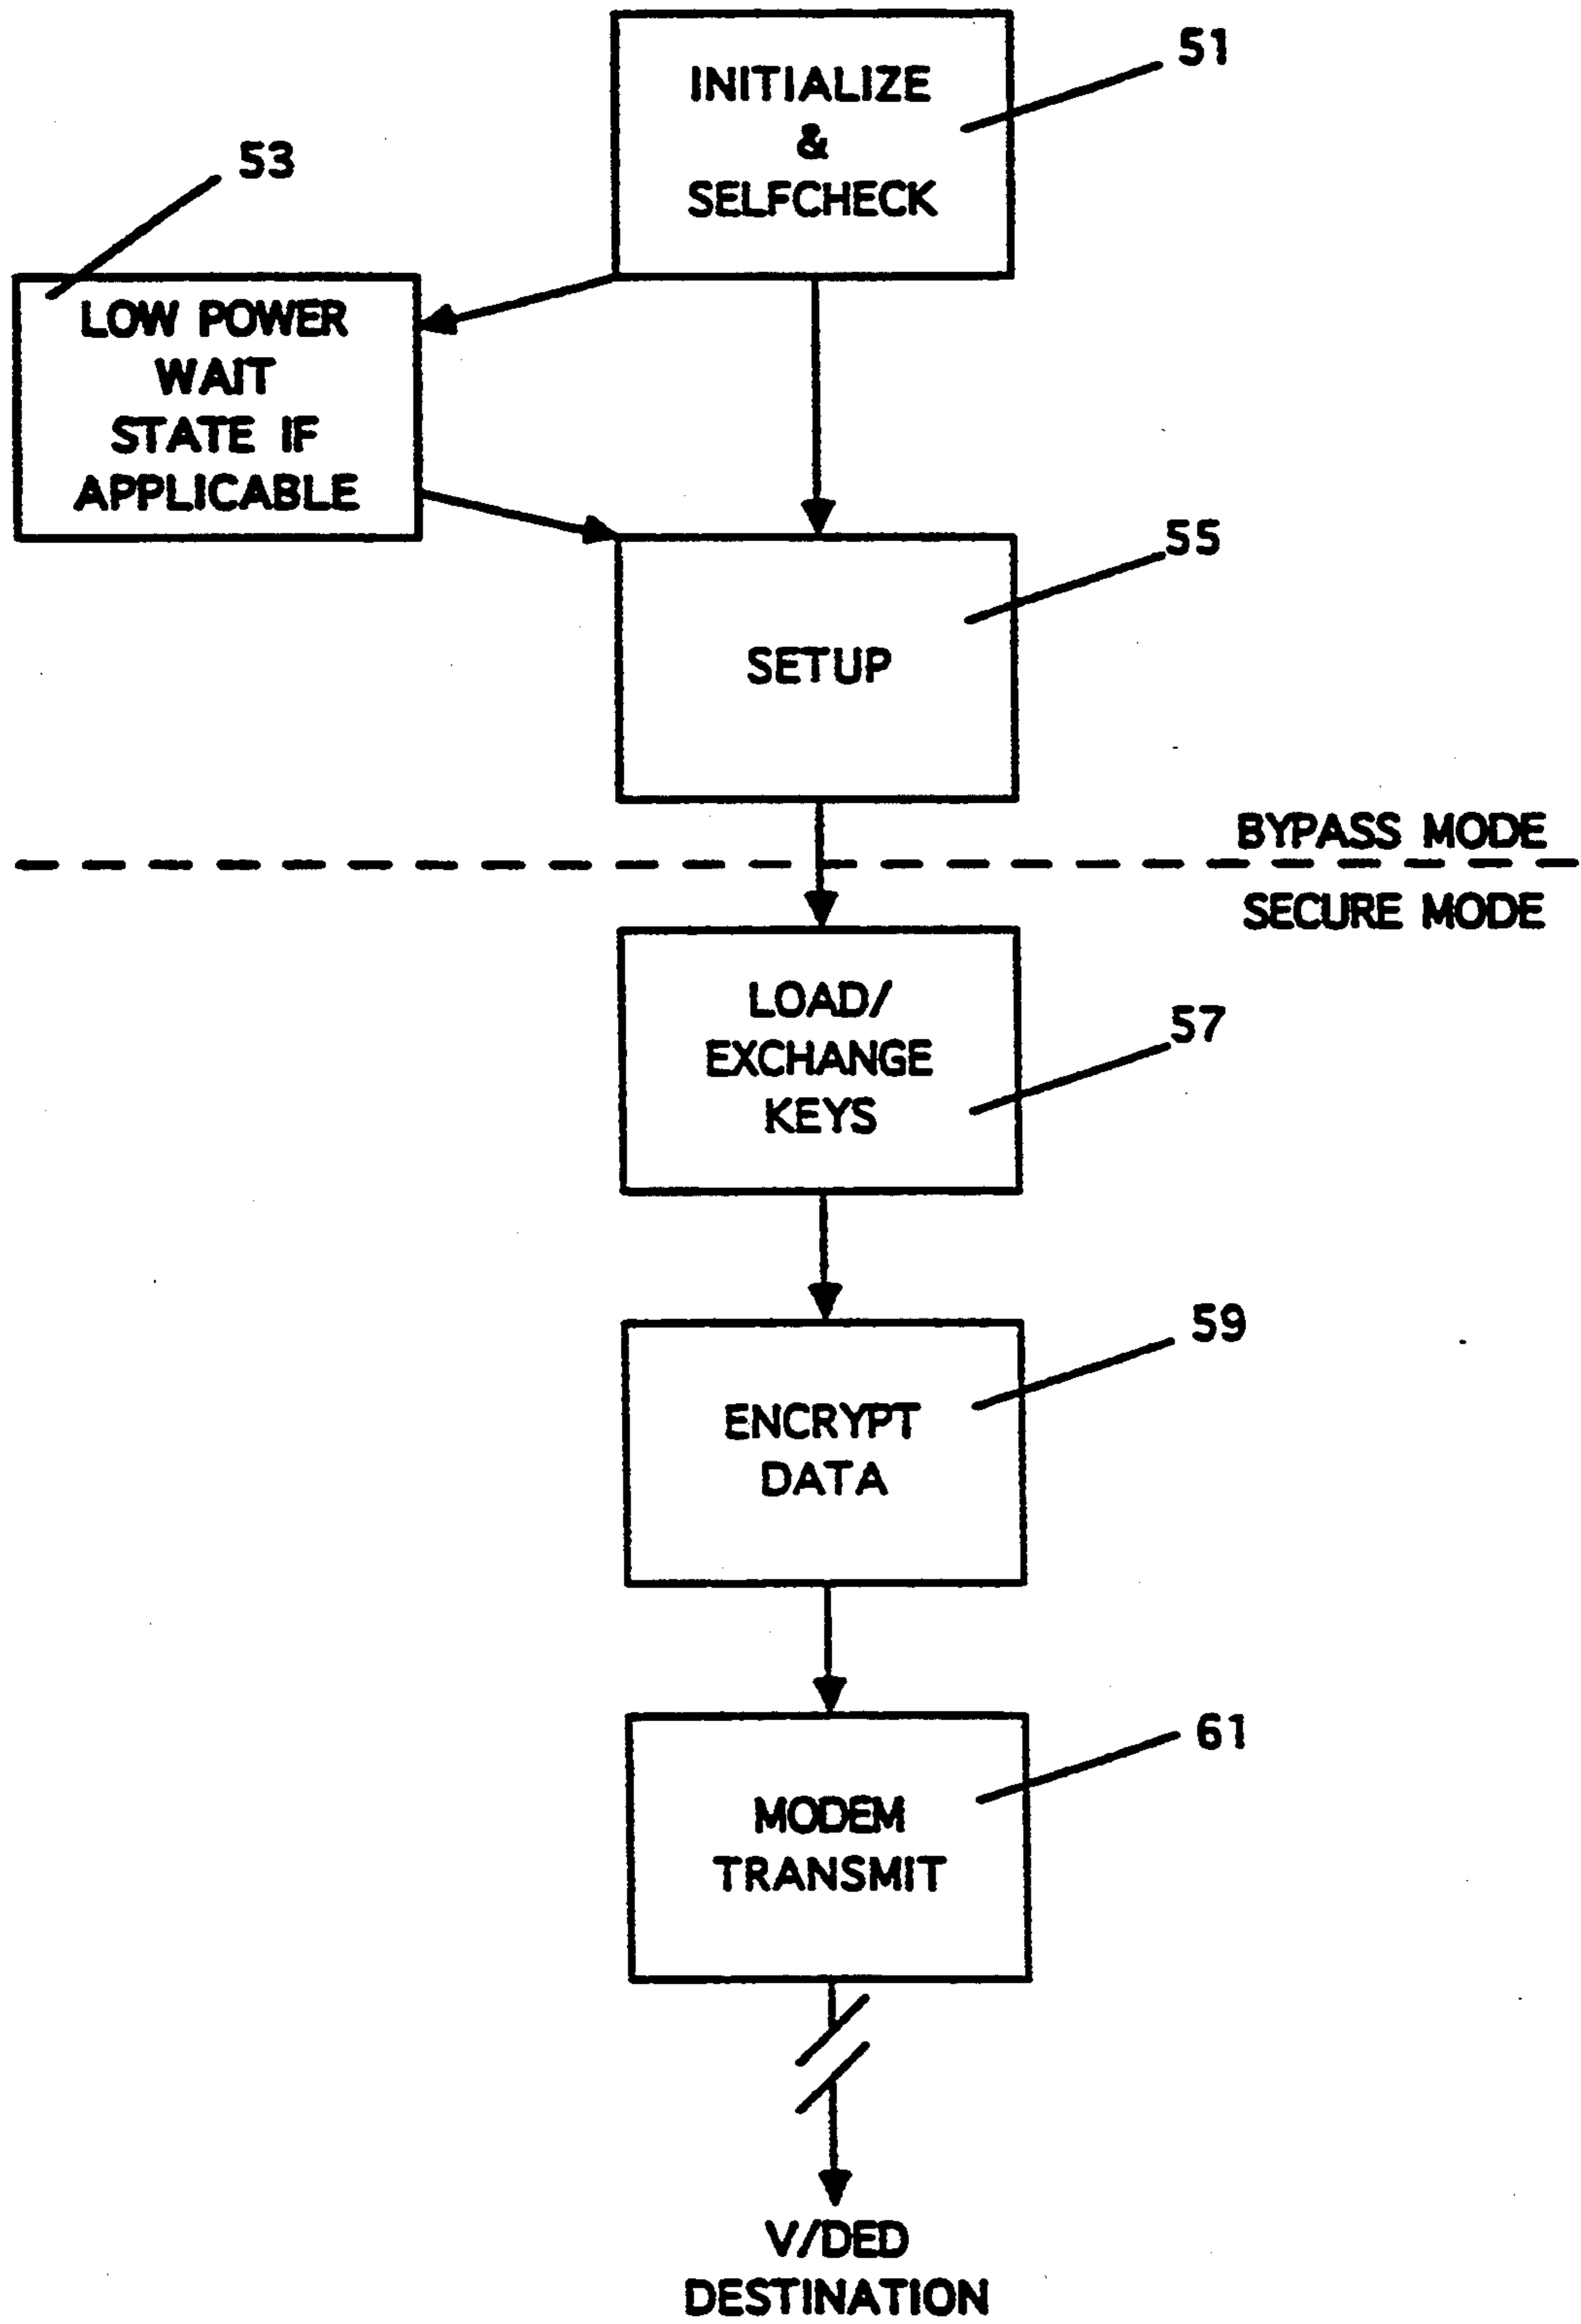 INITIALIZE
&
SELFCHECK
51
53
LOW POWER
WAIT
STATE IF
APPLICABLE
55
SETUP
BYPASS MODE
SECURE MODE
LOAD/
EXCHANGE
KEYS
57
59
ENCRYPT
DATA
61
MODEM
TRANSMIT
V/DED
DESTINATION